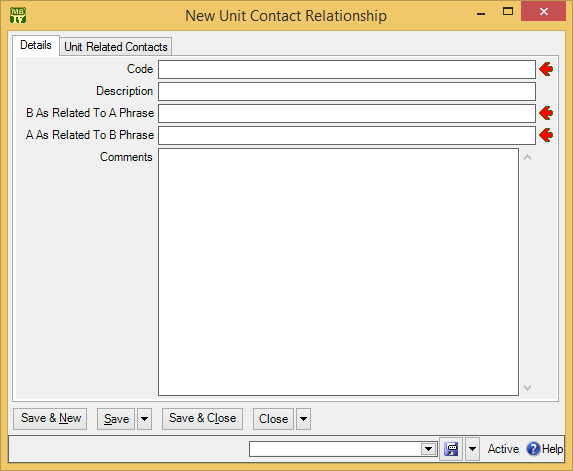 MB
TV
New Unit Contact Relationship
Details
Unit Related Contacts
Code
Description
B As Related To A Phrase
A As Related To B Phrase
Comments
Save & New
Save
Save & Close
Close
Active
Help